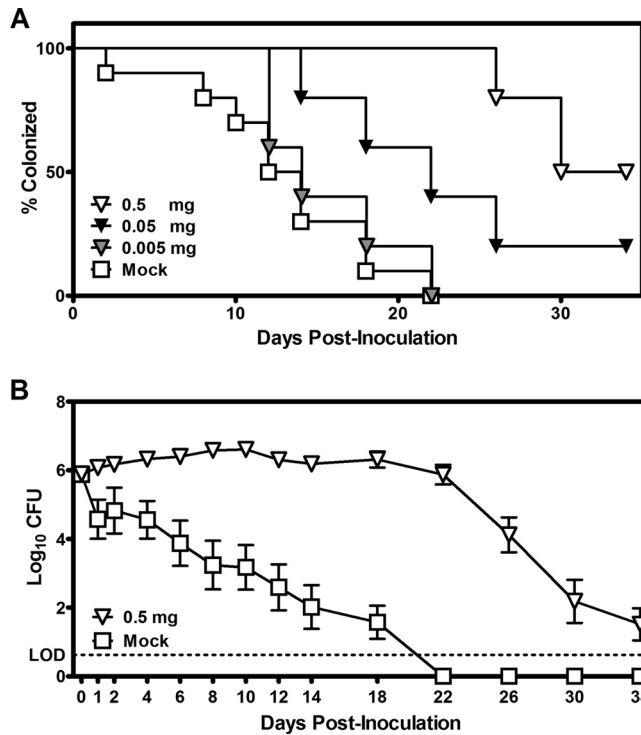 A
% Colonized
100
50
0
0.5 mg
0.05 mg
0.005 mg
Mock
0 10 20 30
Days Post-Inoculation
B
Log10 CFU
8
6
4
2
LOD
0
0.5 mg
Mock
0 1 2 4 6 8 10 12 14 18 22 26 30
Days Post-Inoculation